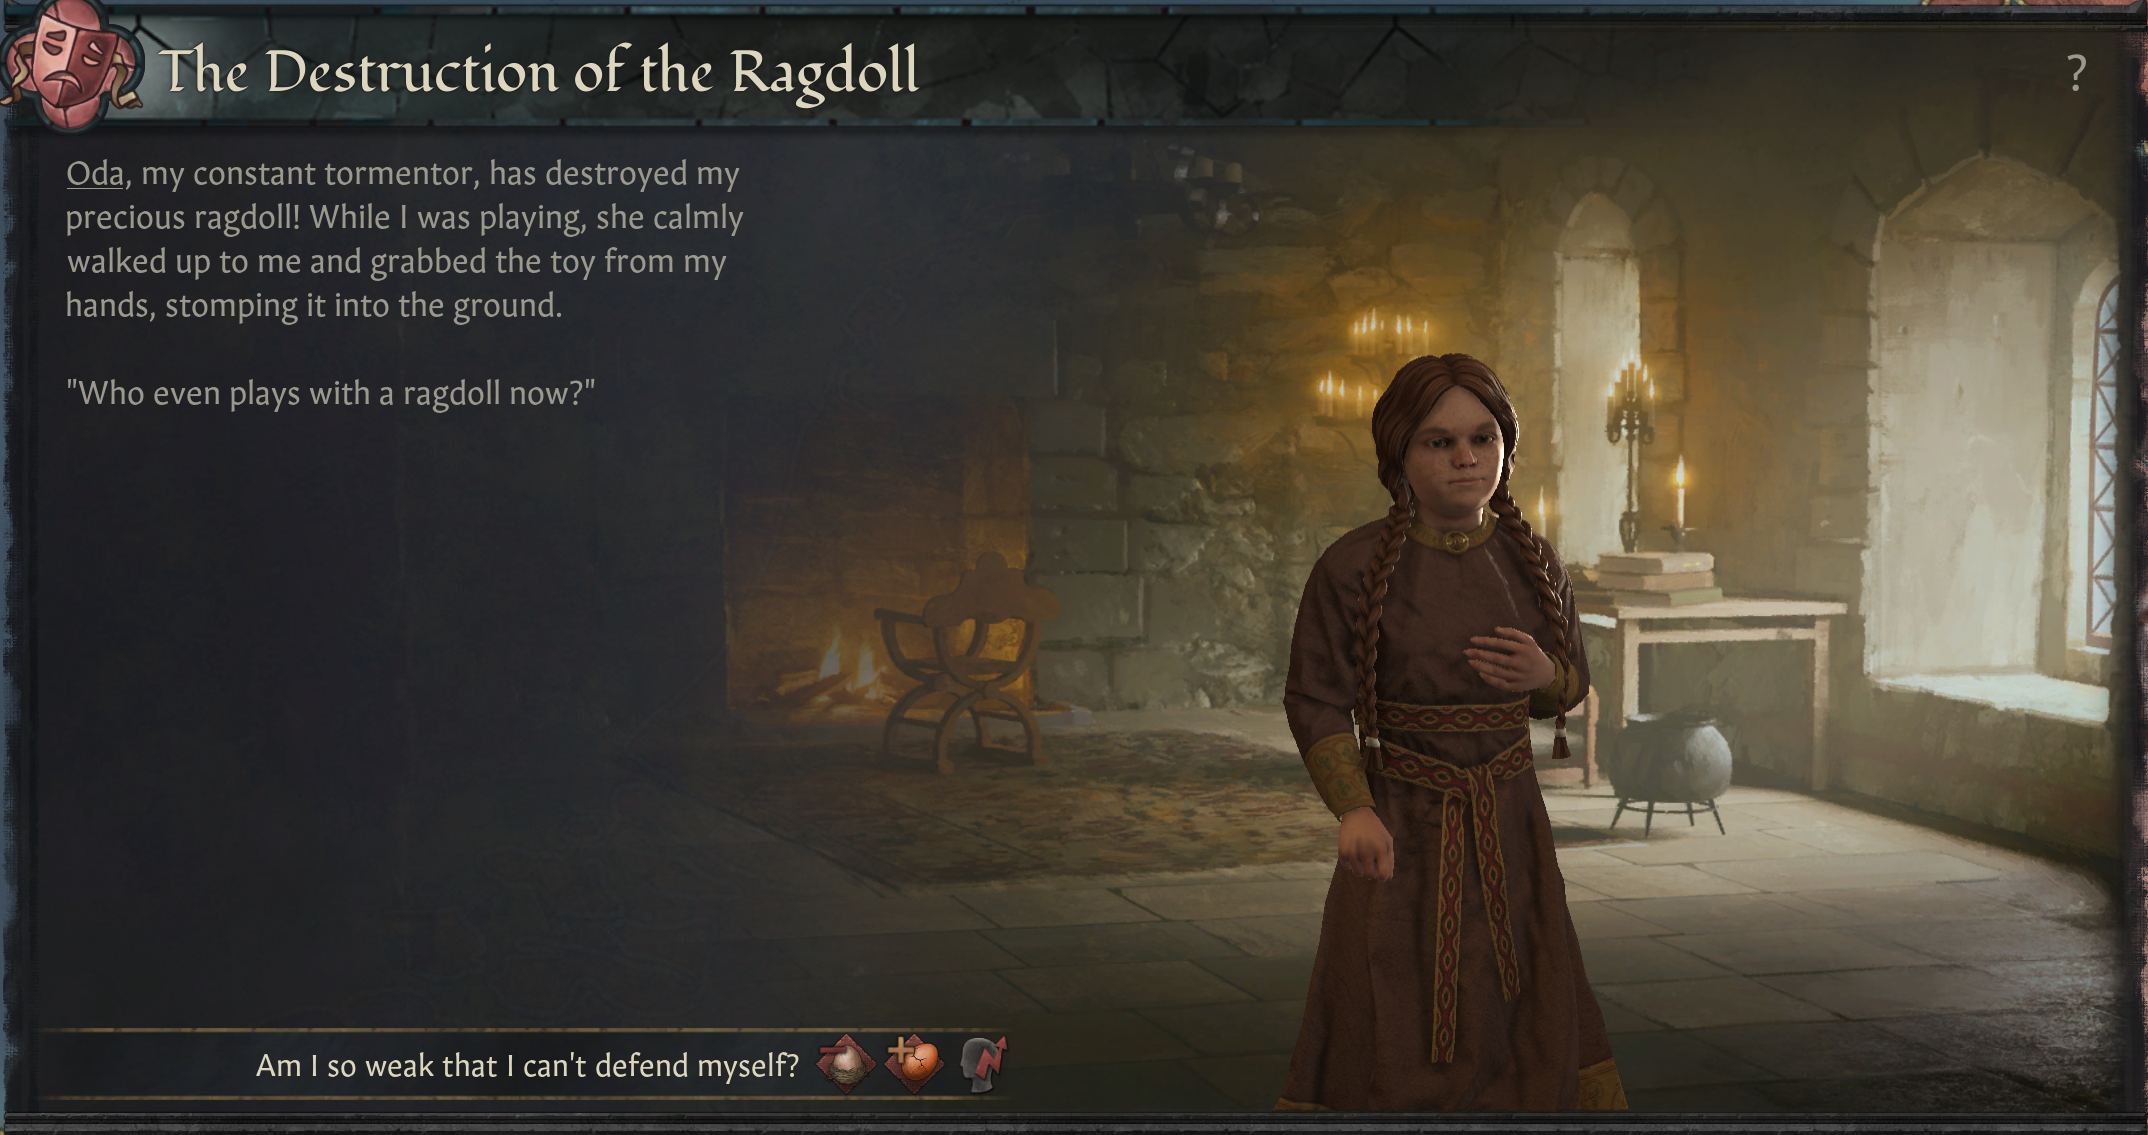 The Destruction of the Ragdoll
?
Oda, my constant tormentor, has destroyed my
precious ragdoll! While I was playing, she calmly
walked up to me and grabbed the toy from my
hands, stomping it into the ground.
"Who even plays with a ragdoll now?"
Am I so weak that I can't defend myself?